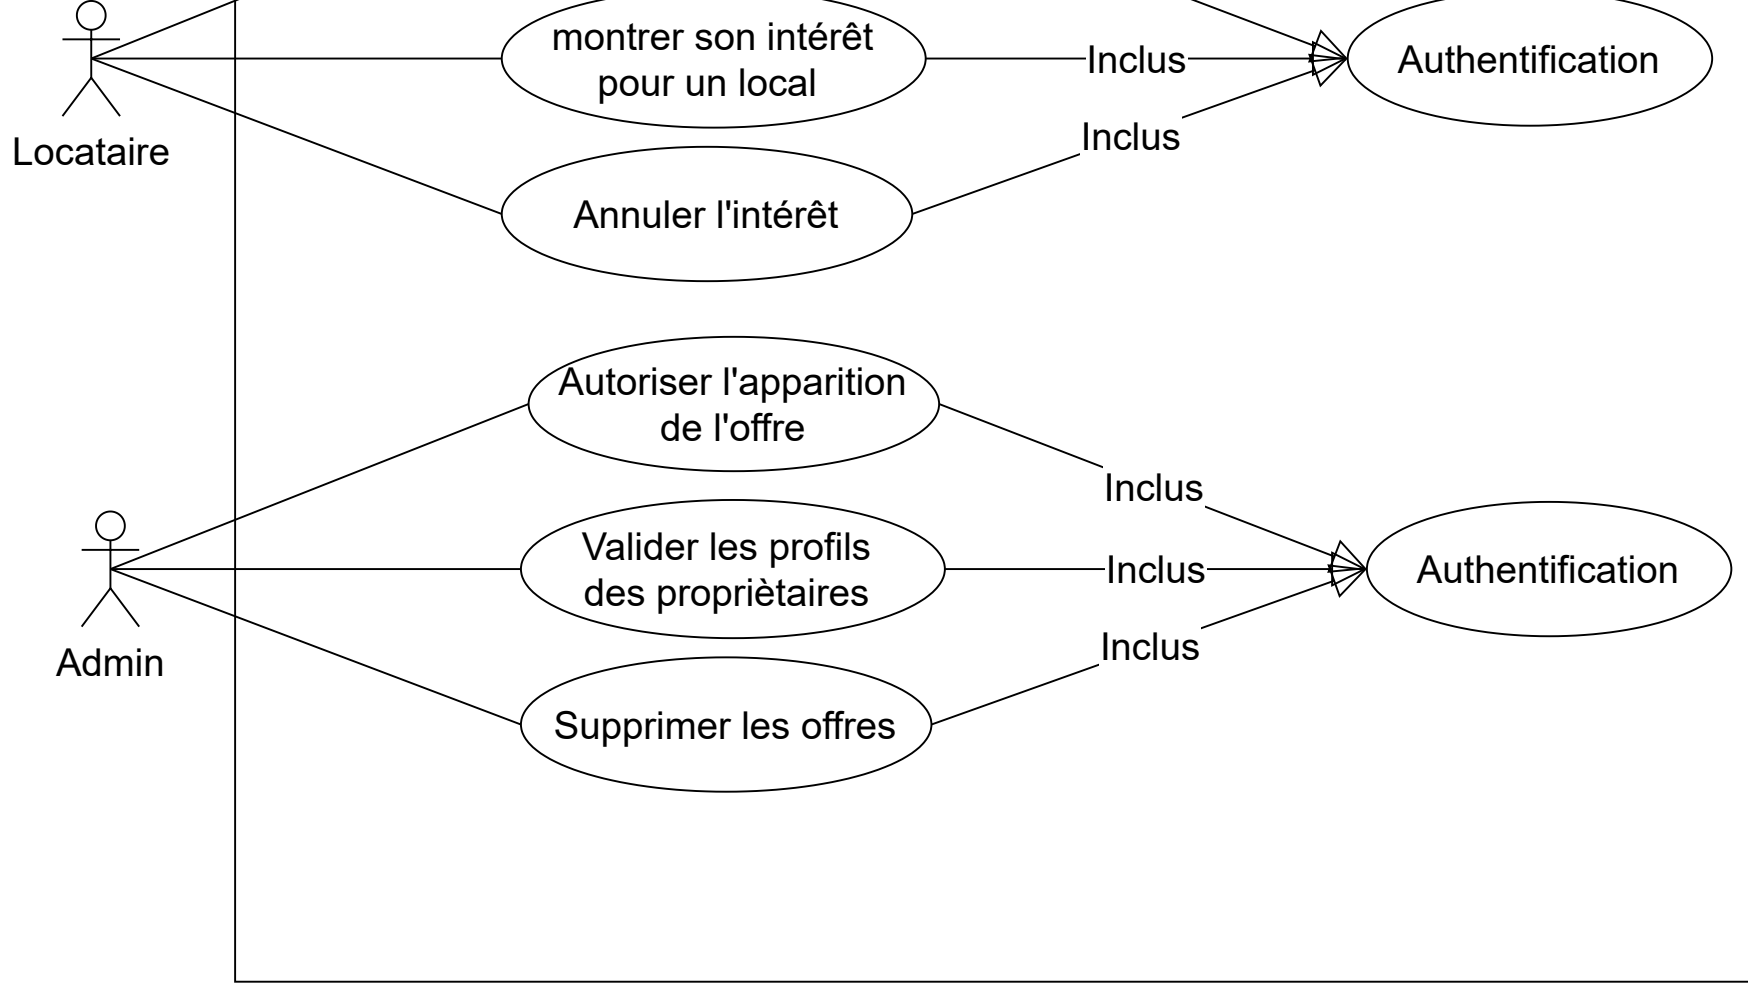 montrer son intérêt
pour un local
Inclus
Authentification
Inclus
Locataire
Annuler l'intérêt
Autoriser l'apparition
de l'offre
Inclus
Valider les profils
des propriètaires
Inclus
Authentification
Inclus
Admin
Supprimer les offres